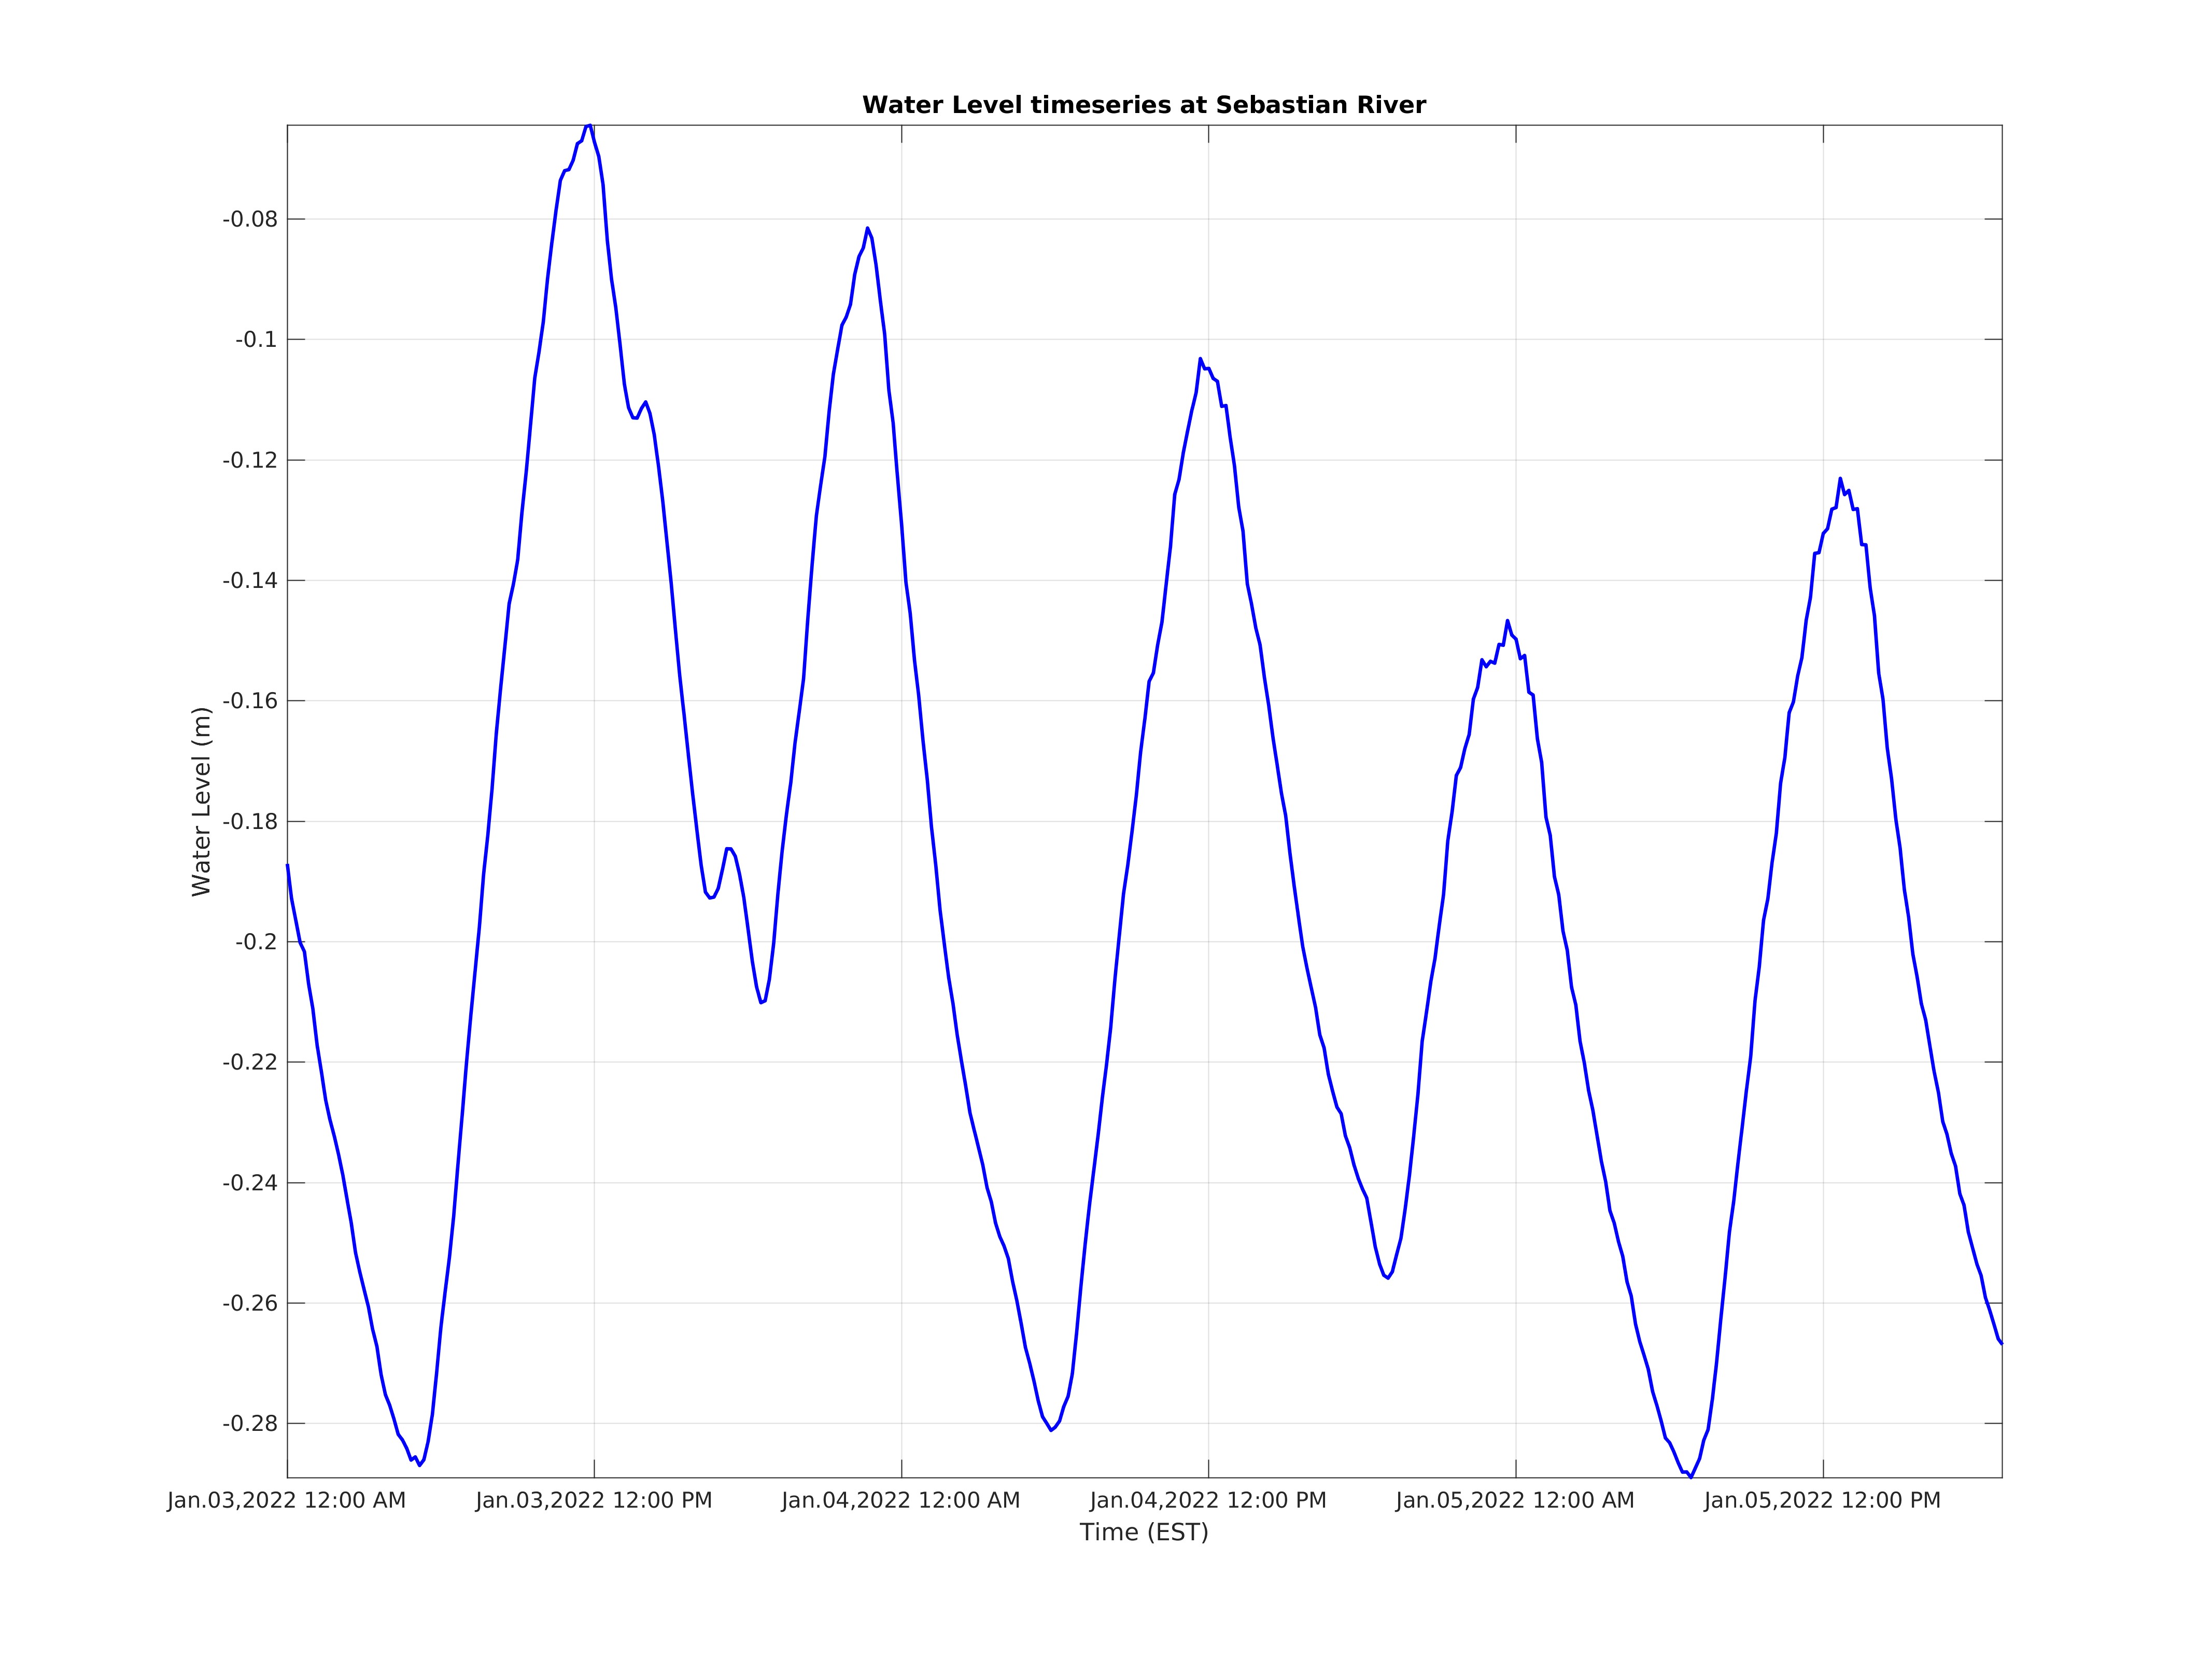 Water Level timeseries at Sebastian River
-0.08
-0.1
-0.12
-0.14
-0.16
-0.18
-0.2
-0.22
-0.24
-0.26
-0.28
Water Level (m)
Jan.03,2022 12:00 AM
Jan.03,2022 12:00 PM
Jan.04,2022 12:00 AM
Jan.04,2022 12:00 PM
Jan.05,2022 12:00 AM
Jan.05,2022 12:00 PM
Time (EST)